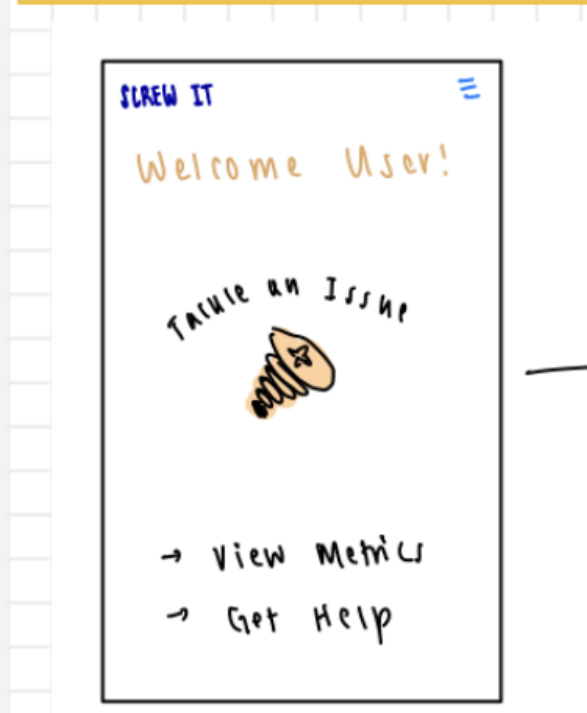 SCREW IT
Welcome User!
Tackle an Issue
→ View Metrics
→ Get Help